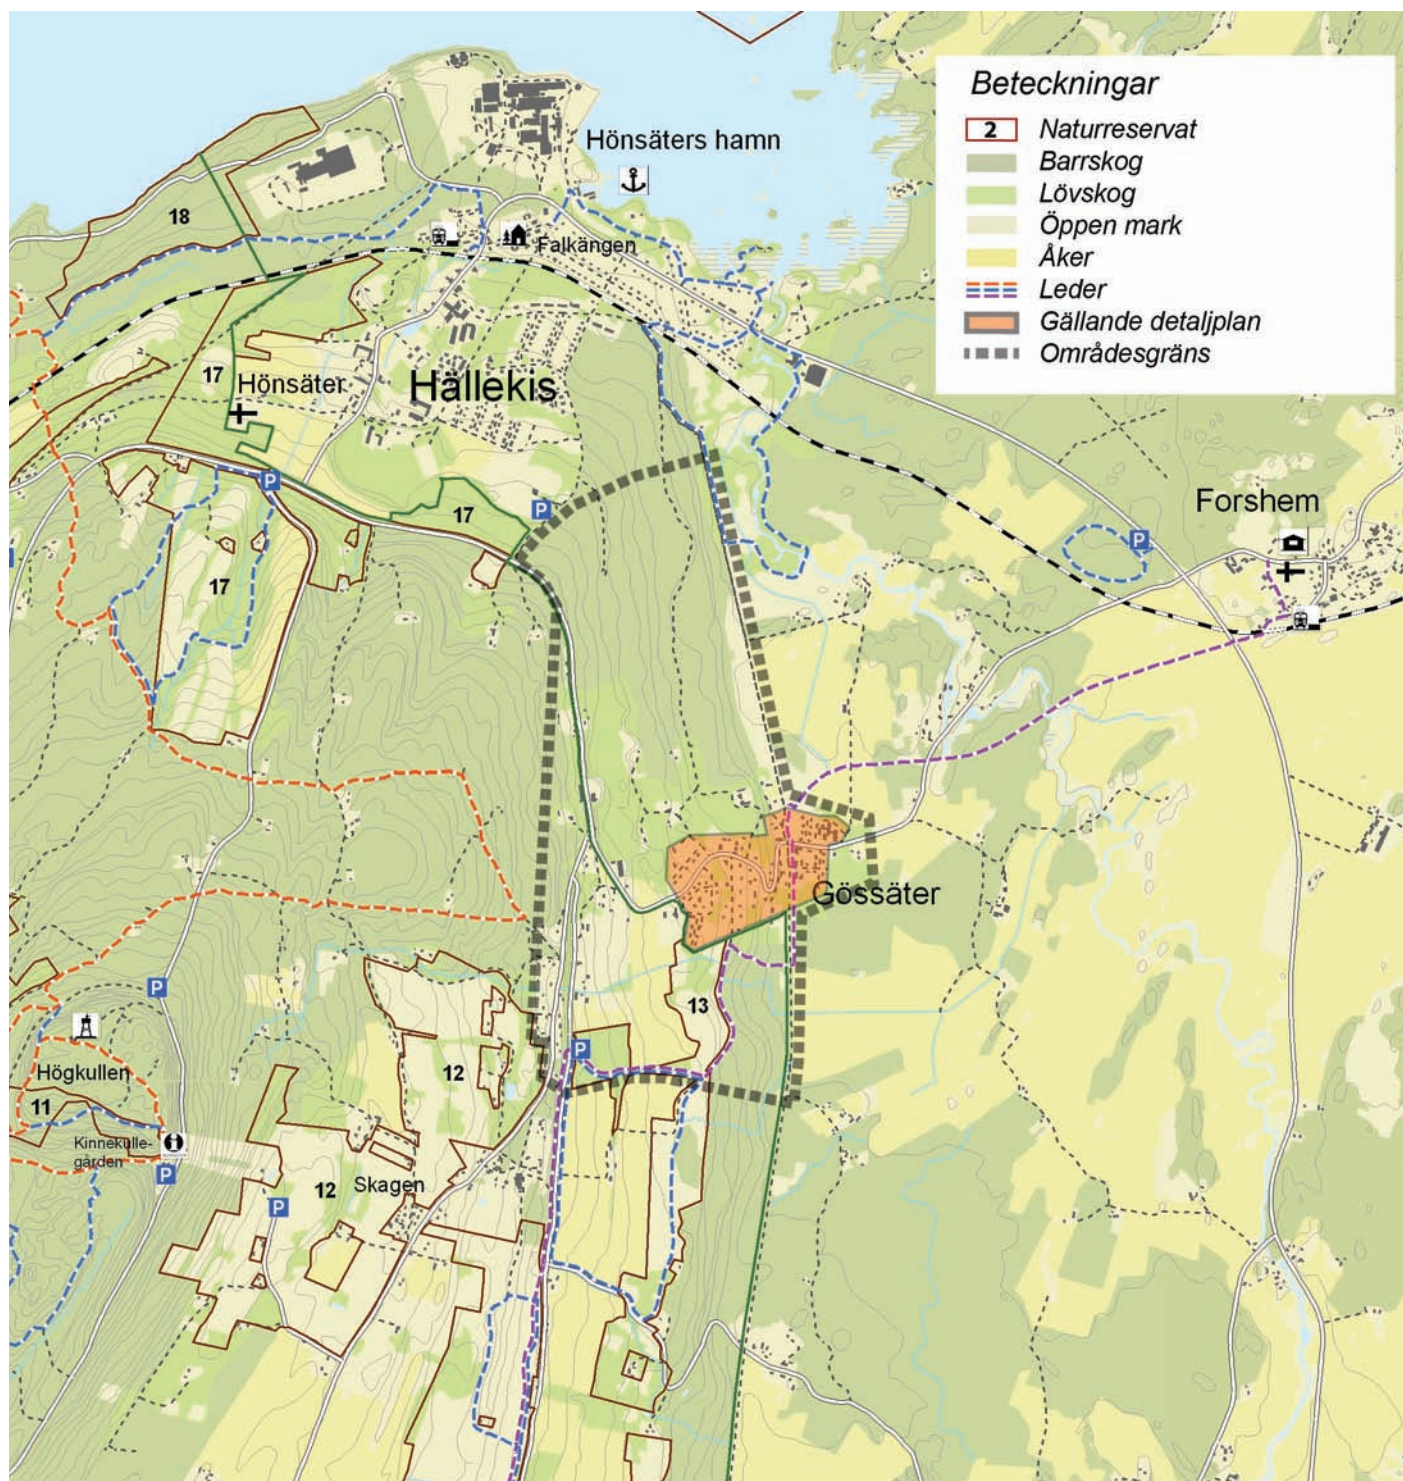 Beteckningar
2 Naturreservat
Barrskog
Lövskog
Öppen mark
Åker
Leder
Gällande detaljplan
Områdesgräns
Hönsäters hamn
18
Falkängen
17
Hönsäter
Hällekis
P
P
17
Forshem
P
17
P
Gössäter
P
13
P
Högkullen
12
11
Kinnekulle-
gården
P
12
Skagen
P